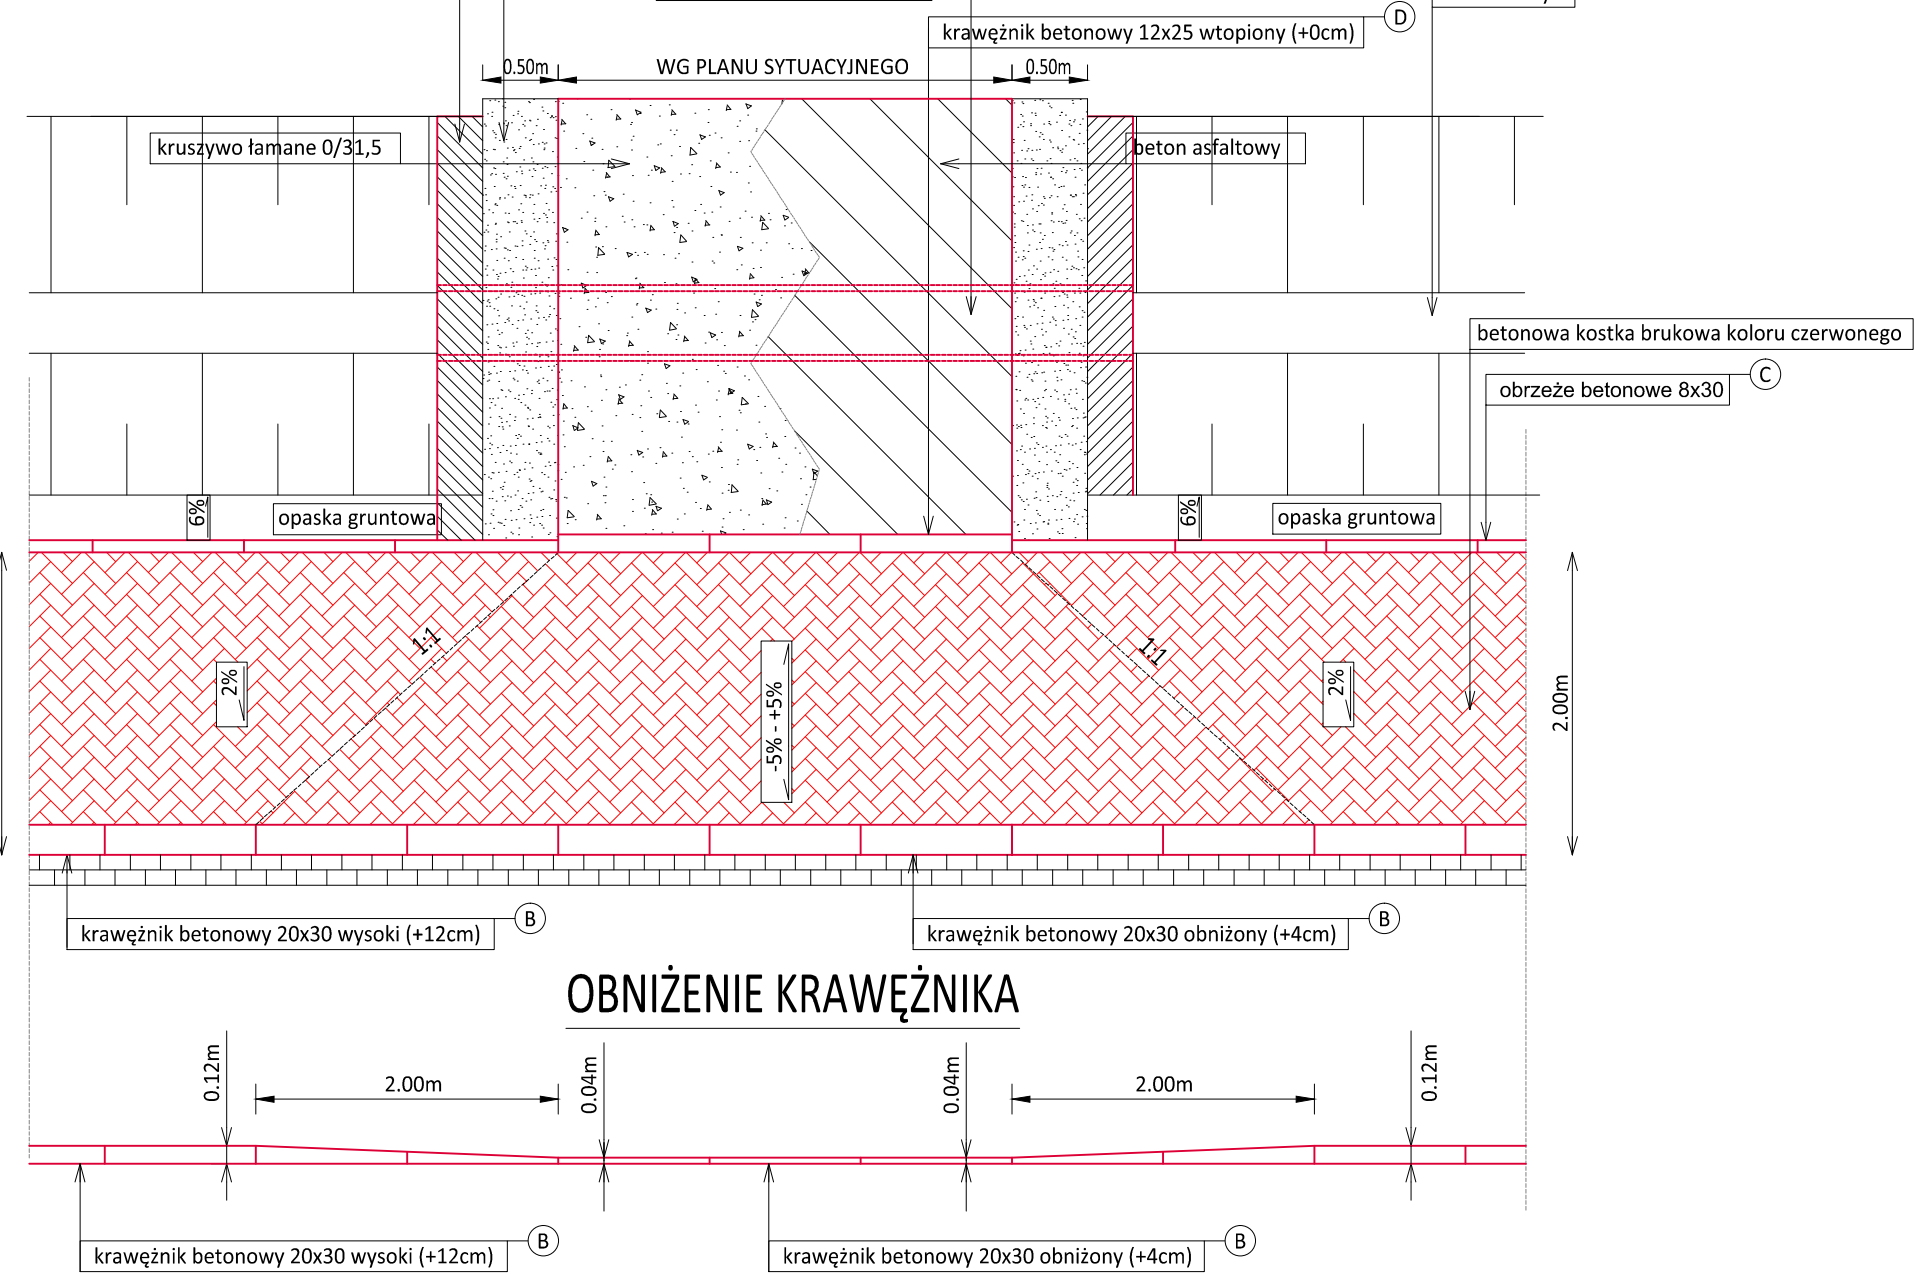 D
krawężnik betonowy 12x25 wtopiony (+0cm)
0.50m
WG PLANU SYTUACYJNEGO
0.50m
kruszywo łamane 0/31,5
beton asfaltowy
betonowa kostka brukowa koloru czerwonego
C
obrzeże betonowe 8x30
6%
opaska gruntowa
6%
opaska gruntowa
1:1
1:1
2%
-5% - +5%
2%
2.00m
B
krawężnik betonowy 20x30 wysoki (+12cm)
B
krawężnik betonowy 20x30 obniżony (+4cm)
OBNIŻENIE KRAWĘŻNIKA
0.12m
2.00m
0.04m
0.04m
2.00m
0.12m
B
krawężnik betonowy 20x30 wysoki (+12cm)
B
krawężnik betonowy 20x30 obniżony (+4cm)